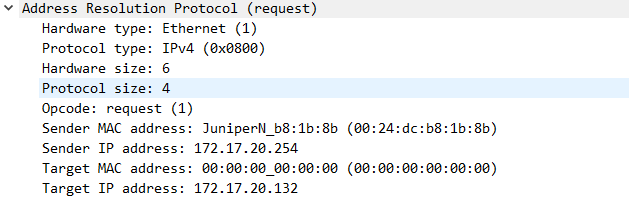 Address Resolution Protocol (request)
Hardware type: Ethernet (1)
Protocol type: IPv4 (0x0800)
Hardware size: 6
Protocol size: 4
Opcode: request (1)
Sender MAC address: JuniperN_b8:1b:8b (00:24:dc:b8:1b:8b)
Sender IP address: 172.17.20.254
Target MAC address: 00:00:00_00:00:00 (00:00:00:00:00:00)
Target IP address: 172.17.20.132